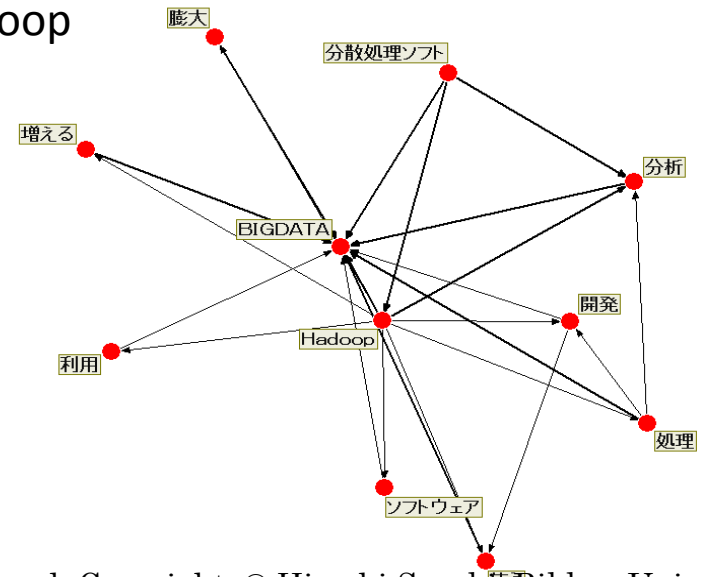 oop
膨大
分散処理ソフト
増える
分析
BIGDATA
開発
Hadoop
利用
処理
ソフトウェア
Copyright © Hiroshi